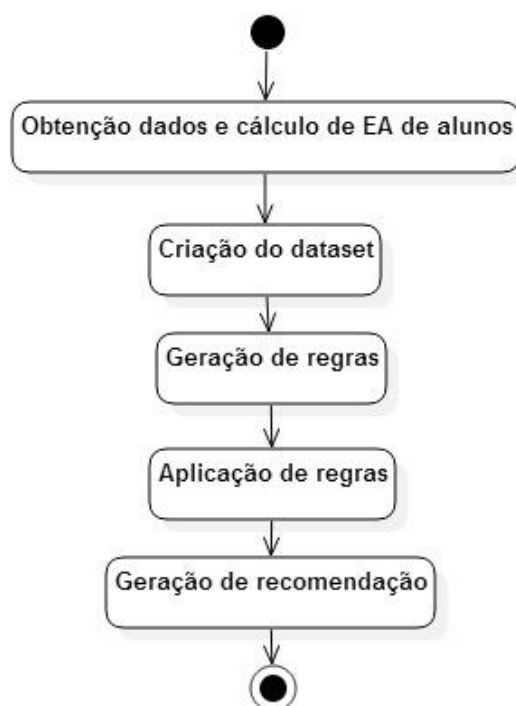 Obtenção dados e cálculo de EA de alunos
Criação do dataset
Geração de regras
Aplicação de regras
Geração de recomendação